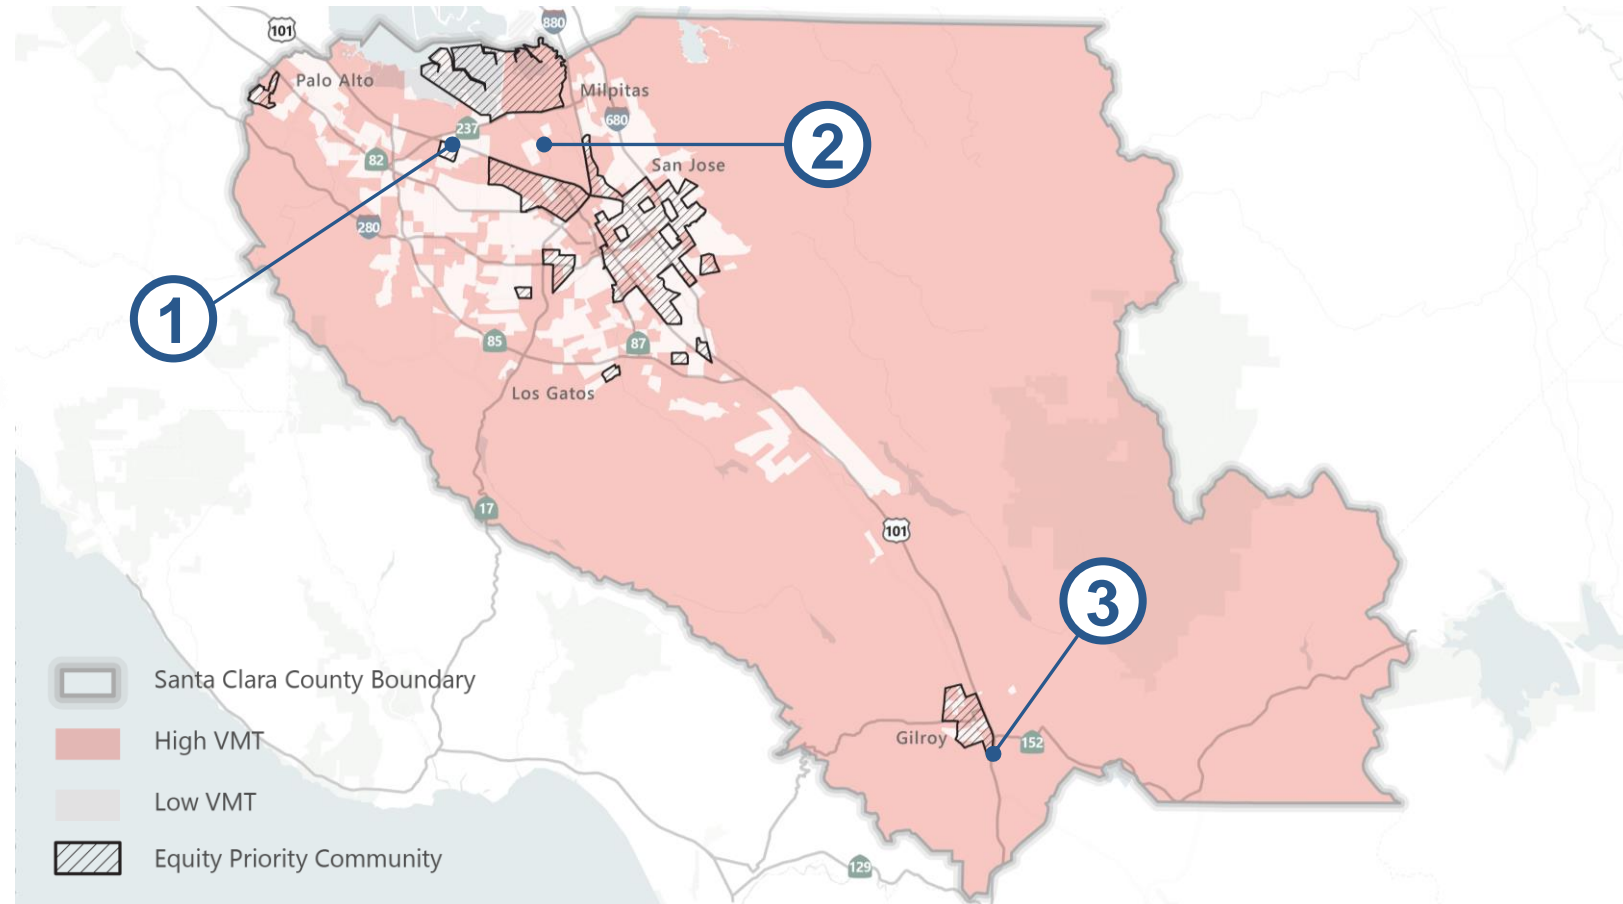 101
880
Palo Alto
Milpitas
680
237
82
San Jose
280
85
87
Los Gatos
17
101
Gilroy
152
129
1
2
3
Santa Clara County Boundary
High VMT
Low VMT
Equity Priority Community